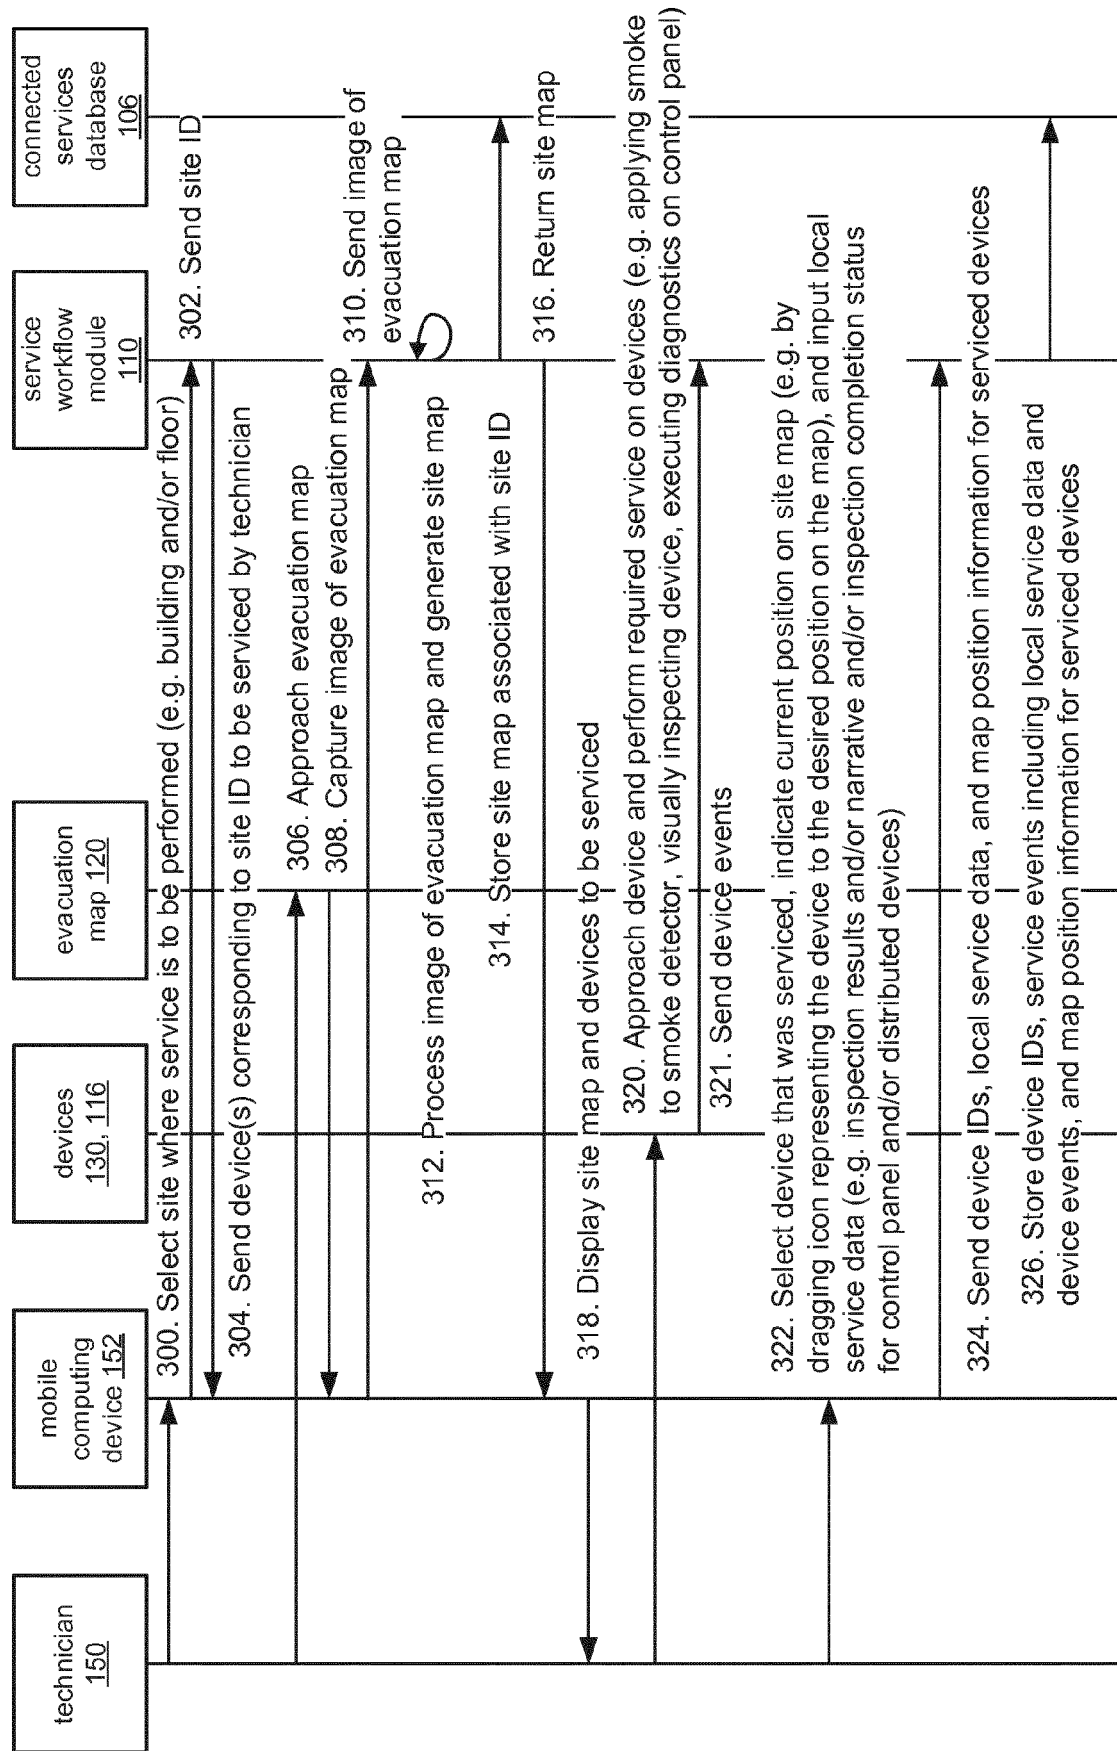 technician
150
mobile
computing
device 152
devices
130, 116
evacuation
map 120
service
workflow
module
110
connected
services
database
106
300. Select site where service is to be performed (e.g. building and/or floor)
302. Send site ID
304. Send device(s) corresponding to site ID to be serviced by technician
306. Approach evacuation map
308. Capture image of evacuation map
310. Send image of
evacuation map
312. Process image of evacuation map and generate site map
314. Store site map associated with site ID
316. Return site map
318. Display site map and devices to be serviced
320. Approach device and perform required service on devices (e.g. applying smoke
to smoke detector, visually inspecting device, executing diagnostics on control panel)
321. Send device events
322. Select device that was serviced, indicate current position on site map (e.g. by
dragging icon representing the device to the desired position on the map), and input local
service data (e.g. inspection results and/or narrative and/or inspection completion status
for control panel and/or distributed devices)
324. Send device IDs, local service data, and map position information for serviced devices
326. Store device IDs, service events including local service data and
device events, and map position information for serviced devices